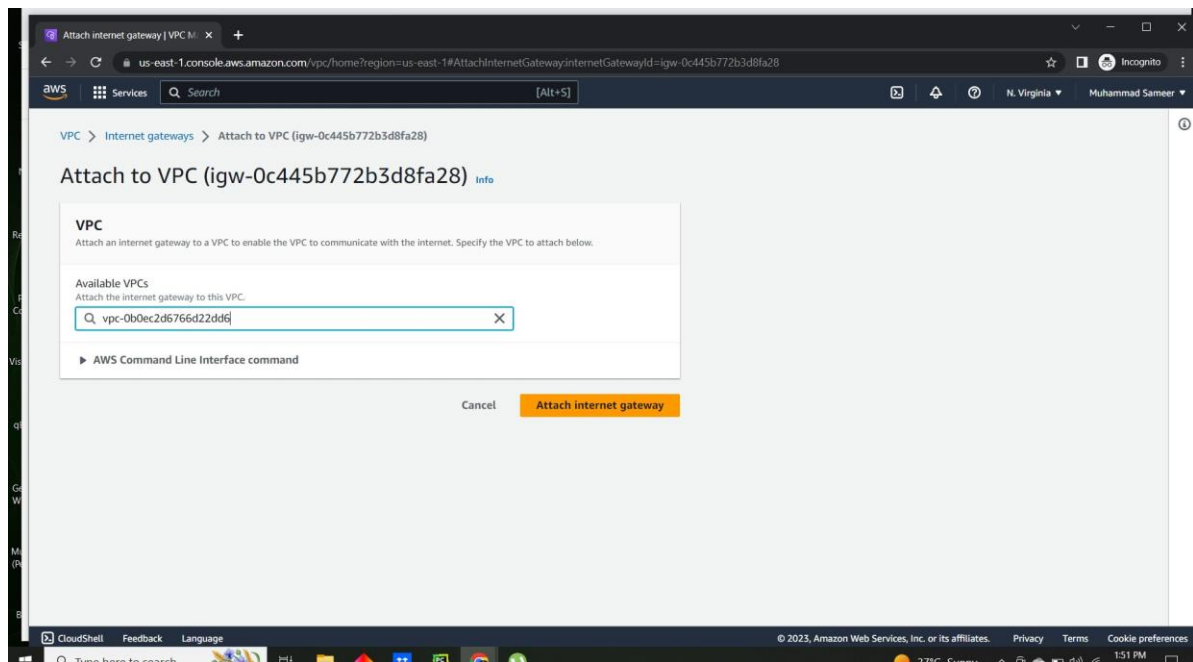 Attach internet gateway | VPC M
us-east-1.console.aws.amazon.com/vpc/home?region=us-east-1#AttachInternetGateway:internetGatewayId=igw-0c445b772b3d8fa28
Incognito
aws Services Search [Alt+S] N. Virginia Muhammad Sameer
VPC > Internet gateways > Attach to VPC (igw-0c445b772b3d8fa28)
Attach to VPC (igw-0c445b772b3d8fa28) Info
VPC
Attach an internet gateway to a VPC to enable the VPC to communicate with the internet. Specify the VPC to attach below.
Available VPCs
Attach the internet gateway to this VPC.
vpc-0b0ec2d6766d22dd6
AWS Command Line Interface command
Cancel Attach internet gateway
CloudShell Feedback Language © 2023, Amazon Web Services, Inc. or its affiliates. Privacy Terms Cookie preferences
Type here to search 27°C Sunny 1:51 PM